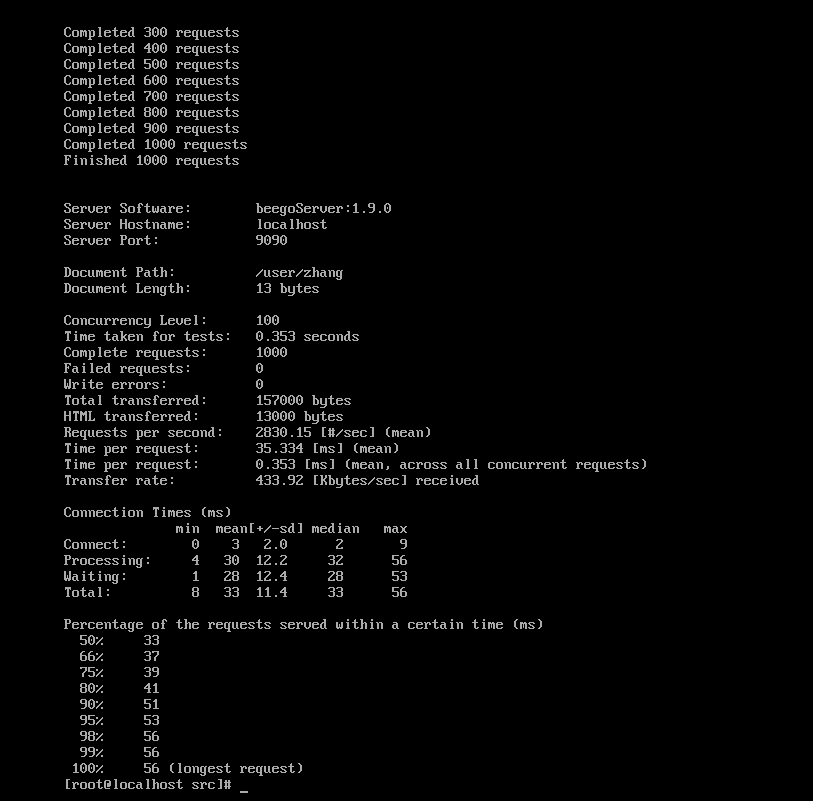 Completed 300 requests
Completed 400 requests
Completed 500 requests
Completed 600 requests
Completed 700 requests
Completed 800 requests
Completed 900 requests
Completed 1000 requests
Finished 1000 requests
Server Software: beegoServer:1.9.0
Server Hostname: localhost
Server Port: 9090
Document Path: /user/zhang
Document Length: 13 bytes
Concurrency Level: 100
Time taken for tests: 0.353 seconds
Complete requests: 1000
Failed requests: 0
Write errors: 0
Total transferred: 157000 bytes
HTML transferred: 13000 bytes
Requests per second: 2830.15 [#/sec] (mean)
Time per request: 35.334 [ms] (mean)
Time per request: 0.353 [ms] (mean, across all concurrent requests)
Transfer rate: 433.92 [Kbytes/sec] received
Connection Times (ms)
min mean[+/-sd] median max
Connect: 0 3 2.0 2 9
Processing: 4 30 12.2 32 56
Waiting: 1 28 12.4 28 53
Total: 8 33 11.4 33 56
Percentage of the requests served within a certain time (ms)
50% 33
66% 37
75% 39
80% 41
90% 51
95% 53
98% 56
99% 56
100% 56 (longest request)
[root@localhost src]# _